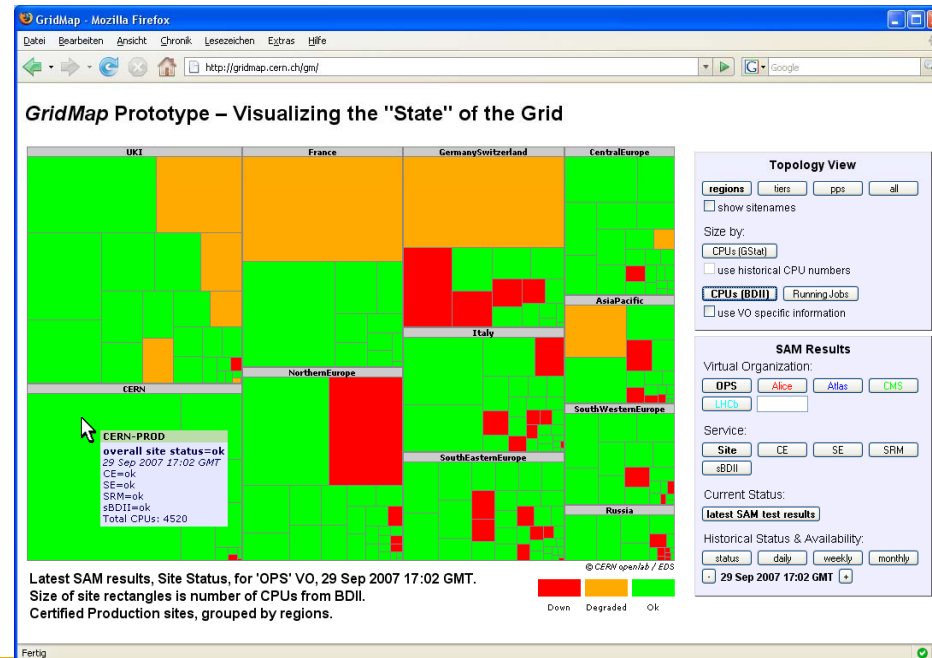 GridMap - Mozilla Firefox
Datei Bearbeiten Ansicht Chronik Lesezeichen Extras Hilfe
http://gridmap.cern.ch/gm/
G Google
GridMap Prototype – Visualizing the "State" of the Grid
UKI France GermanySwitzerland CentralEurope
AsiaPacific
Italy
NorthernEurope
CERN
SouthWesternEurope
SouthEasternEurope
Russia
CERN-PROD
overall site status=ok
29 Sep 2007 17:02 GMT
CE=ok
SE=ok
SRM=ok
sBDII=ok
Total CPUs: 4520
© CERN openlab / EDS
Latest SAM results, Site Status, for 'OPS' VO, 29 Sep 2007 17:02 GMT.
Size of site rectangles is number of CPUs from BDII.
Certified Production sites, grouped by regions.
Down Degraded Ok
Topology View
regions tiers pps all
show sitenames
Size by:
CPUs (GStat)
use historical CPU numbers
CPUs (BDII) Running Jobs
use VO specific information
SAM Results
Virtual Organization:
OPS Alice Atlas CMS
LHCb
Service:
Site CE SE SRM
sBDII
Current Status:
latest SAM test results
Historical Status & Availability:
status daily weekly monthly
- 29 Sep 2007 17:02 GMT +
Fertig